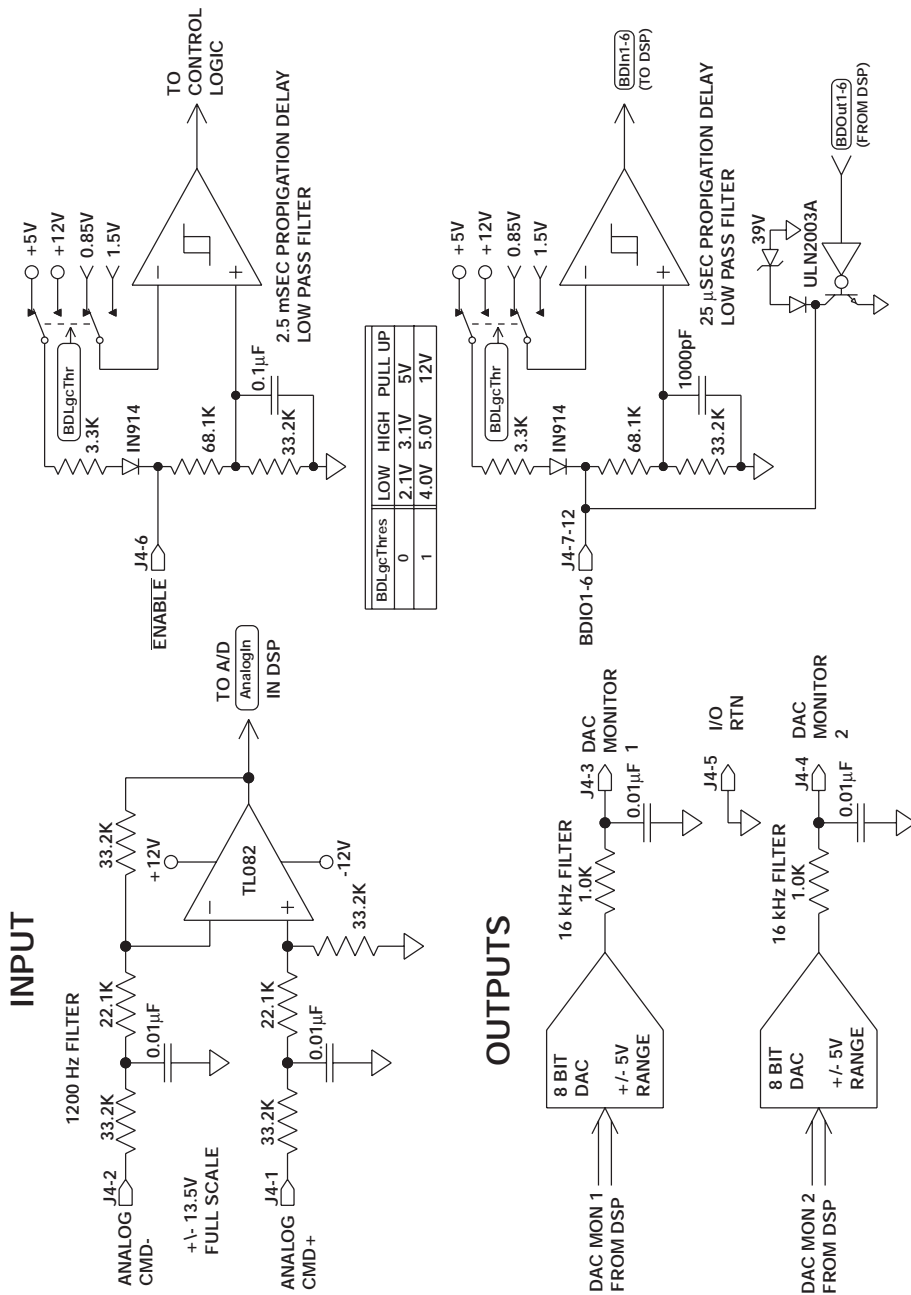 INPUT
1200 Hz FILTER
ANALOG
CMD-
J4-2
33.2K
0.01µF
22.1K
33.2K
+\- 13.5V
FULL SCALE
ANALOG
CMD+
J4-1
33.2K
0.01µF
22.1K
33.2K
+12V
-12V
TL082
−
+
TO A/D
AnalogIn
IN DSP
ENABLE
J4-6
3.3K
IN914
68.1K
33.2K
0.1µF
BDLgcThr
+5V
+12V
0.85V
1.5V
−
+
TO
CONTROL
LOGIC
2.5 mSEC PROPIGATION DELAY
LOW PASS FILTER
BDLgcThres LOW HIGH PULL UP
0 2.1V 3.1V 5V
1 4.0V 5.0V 12V
OUTPUTS
DAC MON 1
FROM DSP
8 BIT
DAC
+/- 5V
RANGE
16 kHz FILTER
1.0K
0.01µF
J4-3
DAC
MONITOR
1
J4-5
I/O
RTN
DAC MON 2
FROM DSP
8 BIT
DAC
+/- 5V
RANGE
16 kHz FILTER
1.0K
0.01µF
J4-4
DAC
MONITOR
2
BDIO1-6
J4-7-12
3.3K
IN914
68.1K
33.2K
1000pF
BDLgcThr
+5V
+12V
0.85V
1.5V
−
+
BDIn1-6
(TO DSP)
25 µSEC PROPIGATION DELAY
LOW PASS FILTER
39V
ULN2003A
BDOut1-6
(FROM DSP)